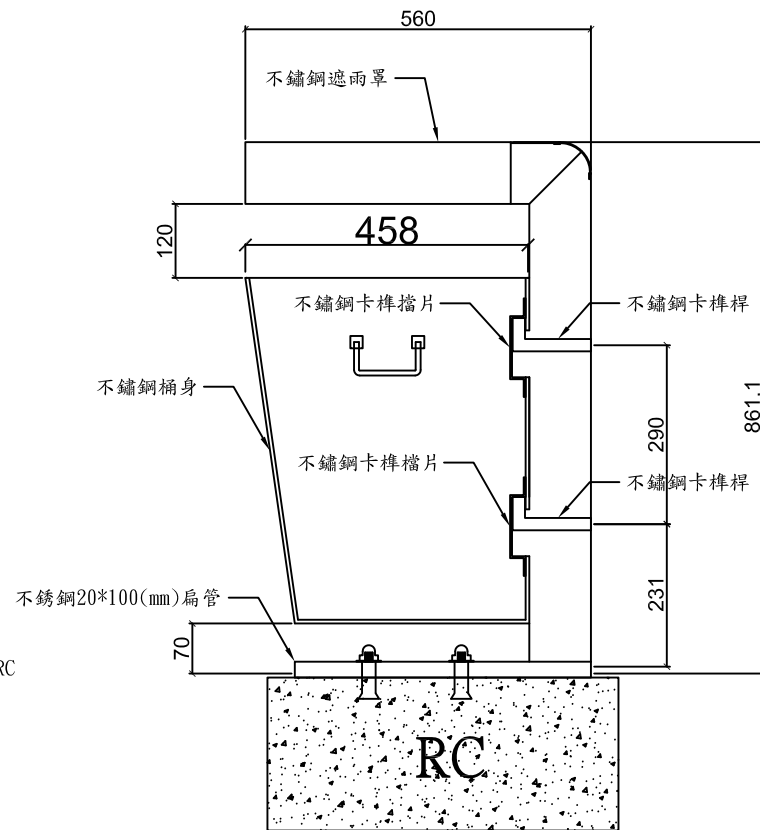 560
不鏽鋼遮雨罩
120
458
不鏽鋼卡榫擋片
不鏽鋼卡榫桿
不鏽鋼桶身
861.1
290
不鏽鋼卡榫檔片
不鏽鋼卡榫桿
不銹鋼20*100(mm)扁管
231
70
RC
RC